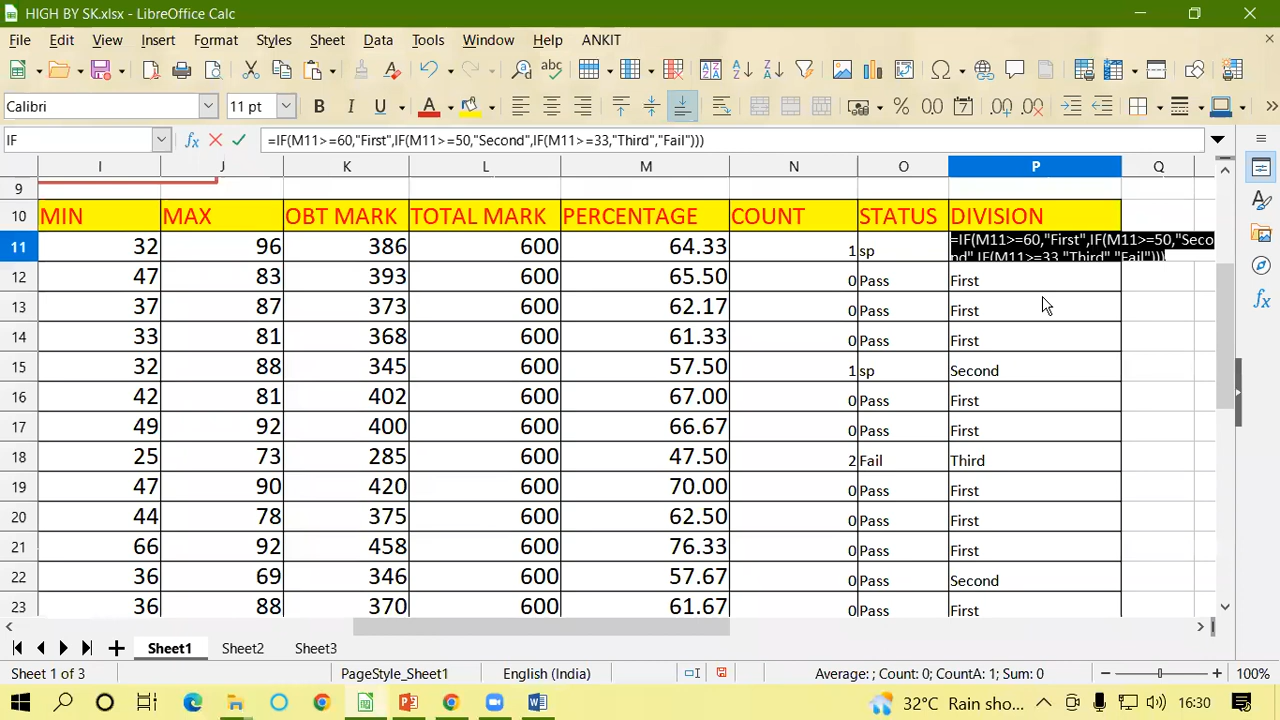 HIGH BY SK.xlsx - LibreOffice Calc
File Edit View Insert Format Styles Sheet Data Tools Window Help ANKIT
Calibri 11 pt
IF =IF(M11>=60,"First",IF(M11>=50,"Second",IF(M11>=33,"Third","Fail")))
I J K L M N O P Q
9
10 MIN MAX OBT MARK TOTAL MARK PERCENTAGE COUNT STATUS DIVISION
11 32 96 386 600 64.33 1 sp =IF(M11>=60,"First",IF(M11>=50,"Seco
nd",IF(M11>=33,"Third","Fail")))
12 47 83 393 600 65.50 0 Pass First
13 37 87 373 600 62.17 0 Pass First
14 33 81 368 600 61.33 0 Pass First
15 32 88 345 600 57.50 1 sp Second
16 42 81 402 600 67.00 0 Pass First
17 49 92 400 600 66.67 0 Pass First
18 25 73 285 600 47.50 2 Fail Third
19 47 90 420 600 70.00 0 Pass First
20 44 78 375 600 62.50 0 Pass First
21 66 92 458 600 76.33 0 Pass First
22 36 69 346 600 57.67 0 Pass Second
23 36 88 370 600 61.67 0 Pass First
Sheet1 Sheet2 Sheet3
Sheet 1 of 3 PageStyle_Sheet1 English (India) Average: ; Count: 0; CountA: 1; Sum: 0 100%
32°C Rain sho... 16:30